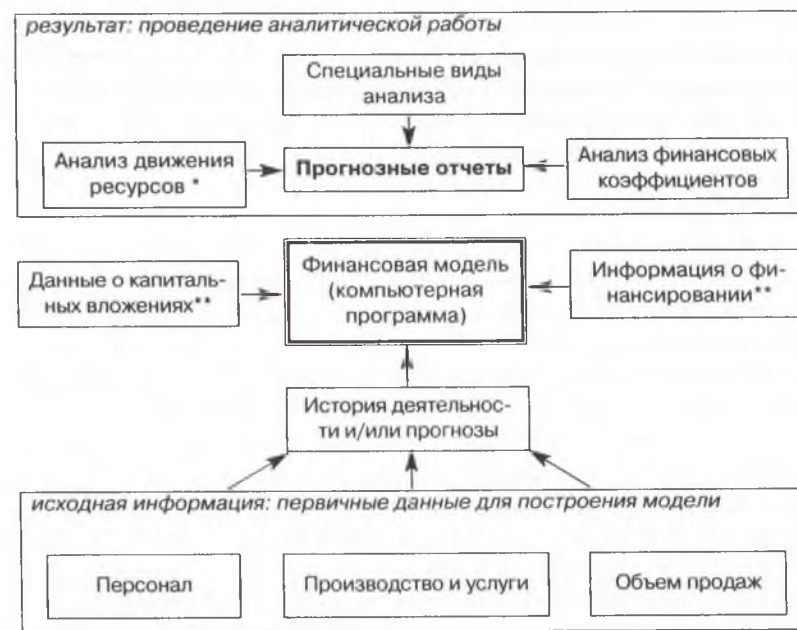 результат: проведение аналитической работы
Специальные виды
анализа
Анализ движения
ресурсов *
Прогнозные отчеты
Анализ финансовых
коэффициентов
Данные о капиталь-
ных вложениях**
Финансовая модель
(компьютерная
программа)
Информация о фи-
нансировании**
История деятельнос-
ти и/или прогнозы
исходная информация: первичные данные для построения модели
Персонал
Производство и услуги
Объем продаж